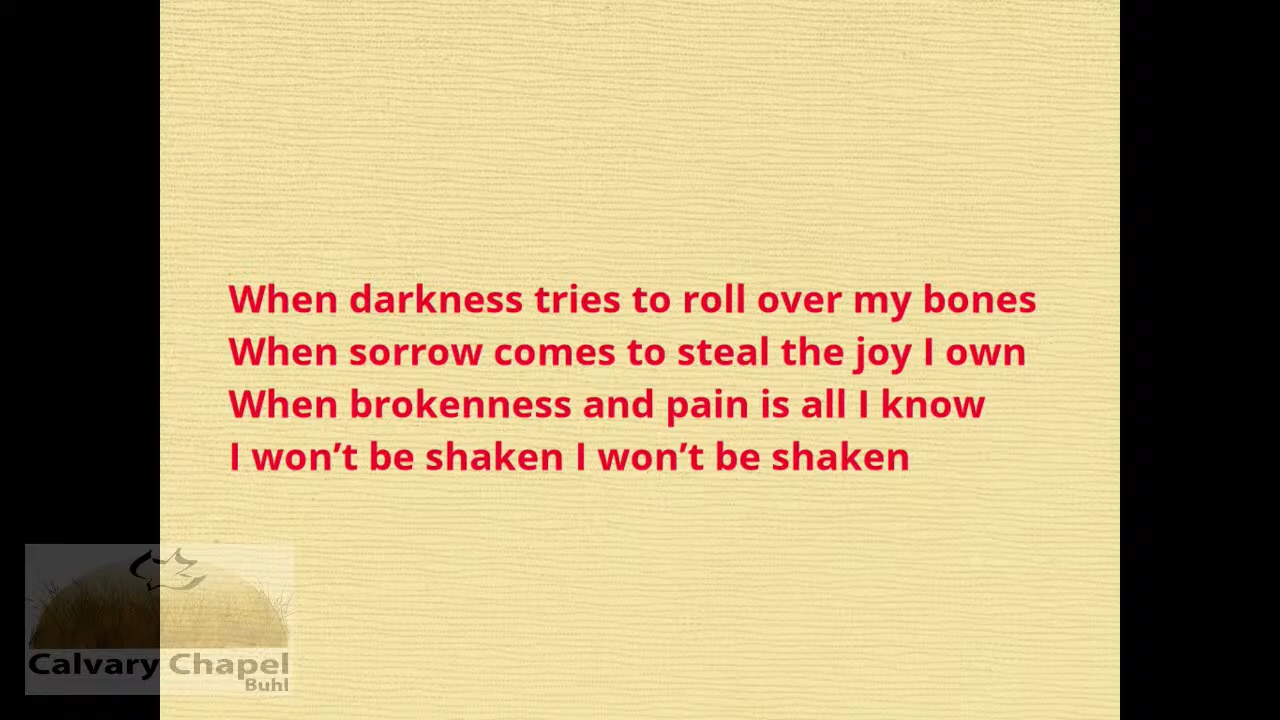 When darkness tries to roll over my bones
When sorrow comes to steal the joy I own
When brokenness and pain is all I know
I won’t be shaken I won’t be shaken
Calvary Chapel
Buhl